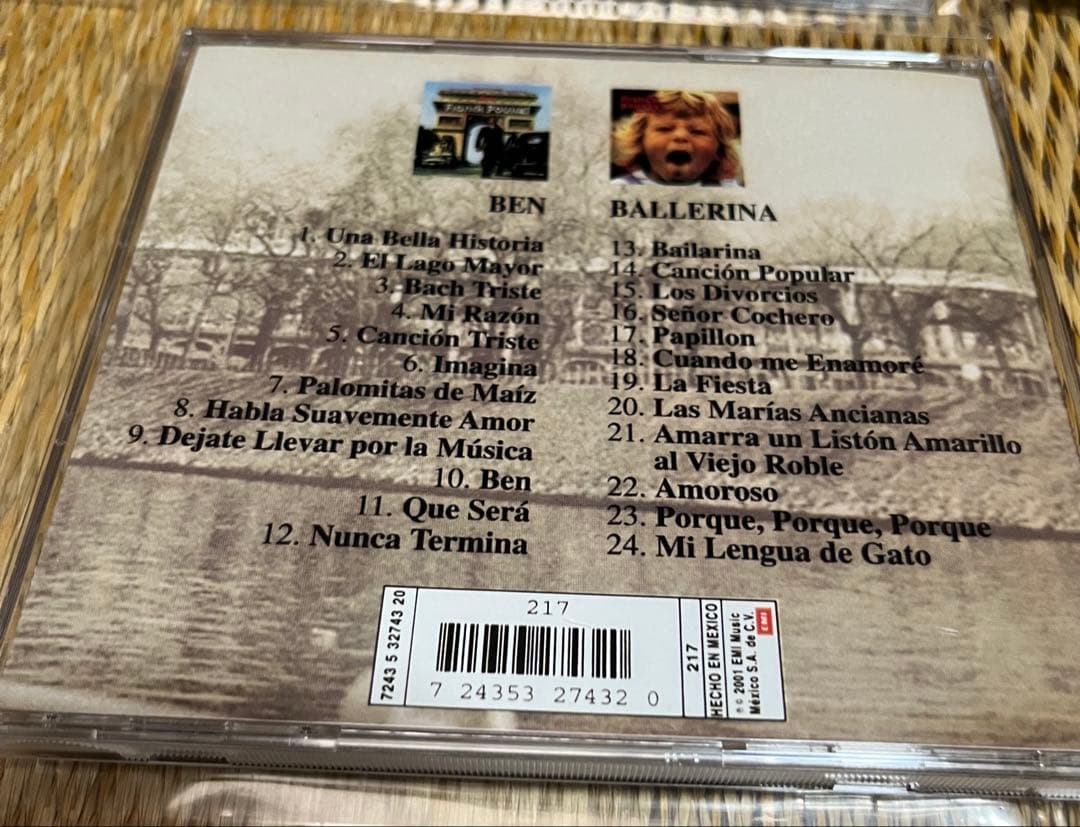 Franck Pourcel
BEN
1. Una Bella Historia
2. El Lago Mayor
3. Bach Triste
4. Mi Razón
5. Canción Triste
6. Imagina
7. Palomitas de Maíz
8. Habla Suavemente Amor
9. Dejate Llevar por la Música
10. Ben
11. Que Será
12. Nunca Termina
BALLERINA
13. Bailarina
14. Canción Popular
15. Los Divorcios
16. Señor Cochero
17. Papillon
18. Cuando me Enamoré
19. La Fiesta
20. Las Marías Ancianas
21. Amarra un Listón Amarillo
al Viejo Roble
22. Amoroso
23. Porque, Porque, Porque
24. Mi Lengua de Gato
7243 5 32743 20
217
7 24353 27432 0
217
HECHO EN MEXICO
℗ © 2001 EMI Music
México S.A. de C.V.
EMI